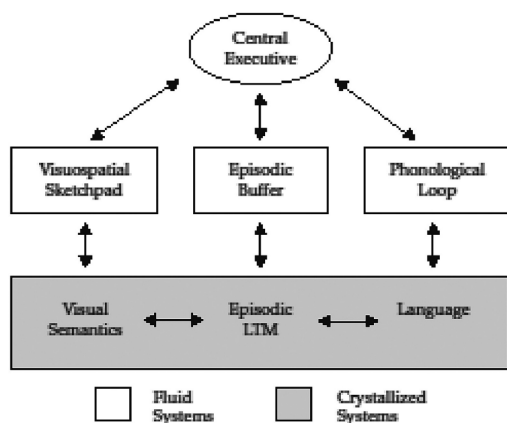 Central
Executive
Visuospatial
Sketchpad
Episodic
Buffer
Phonological
Loop
Visual
Semantics
Episodic
LTM
Language
Fluid
Systems
Crystallized
Systems